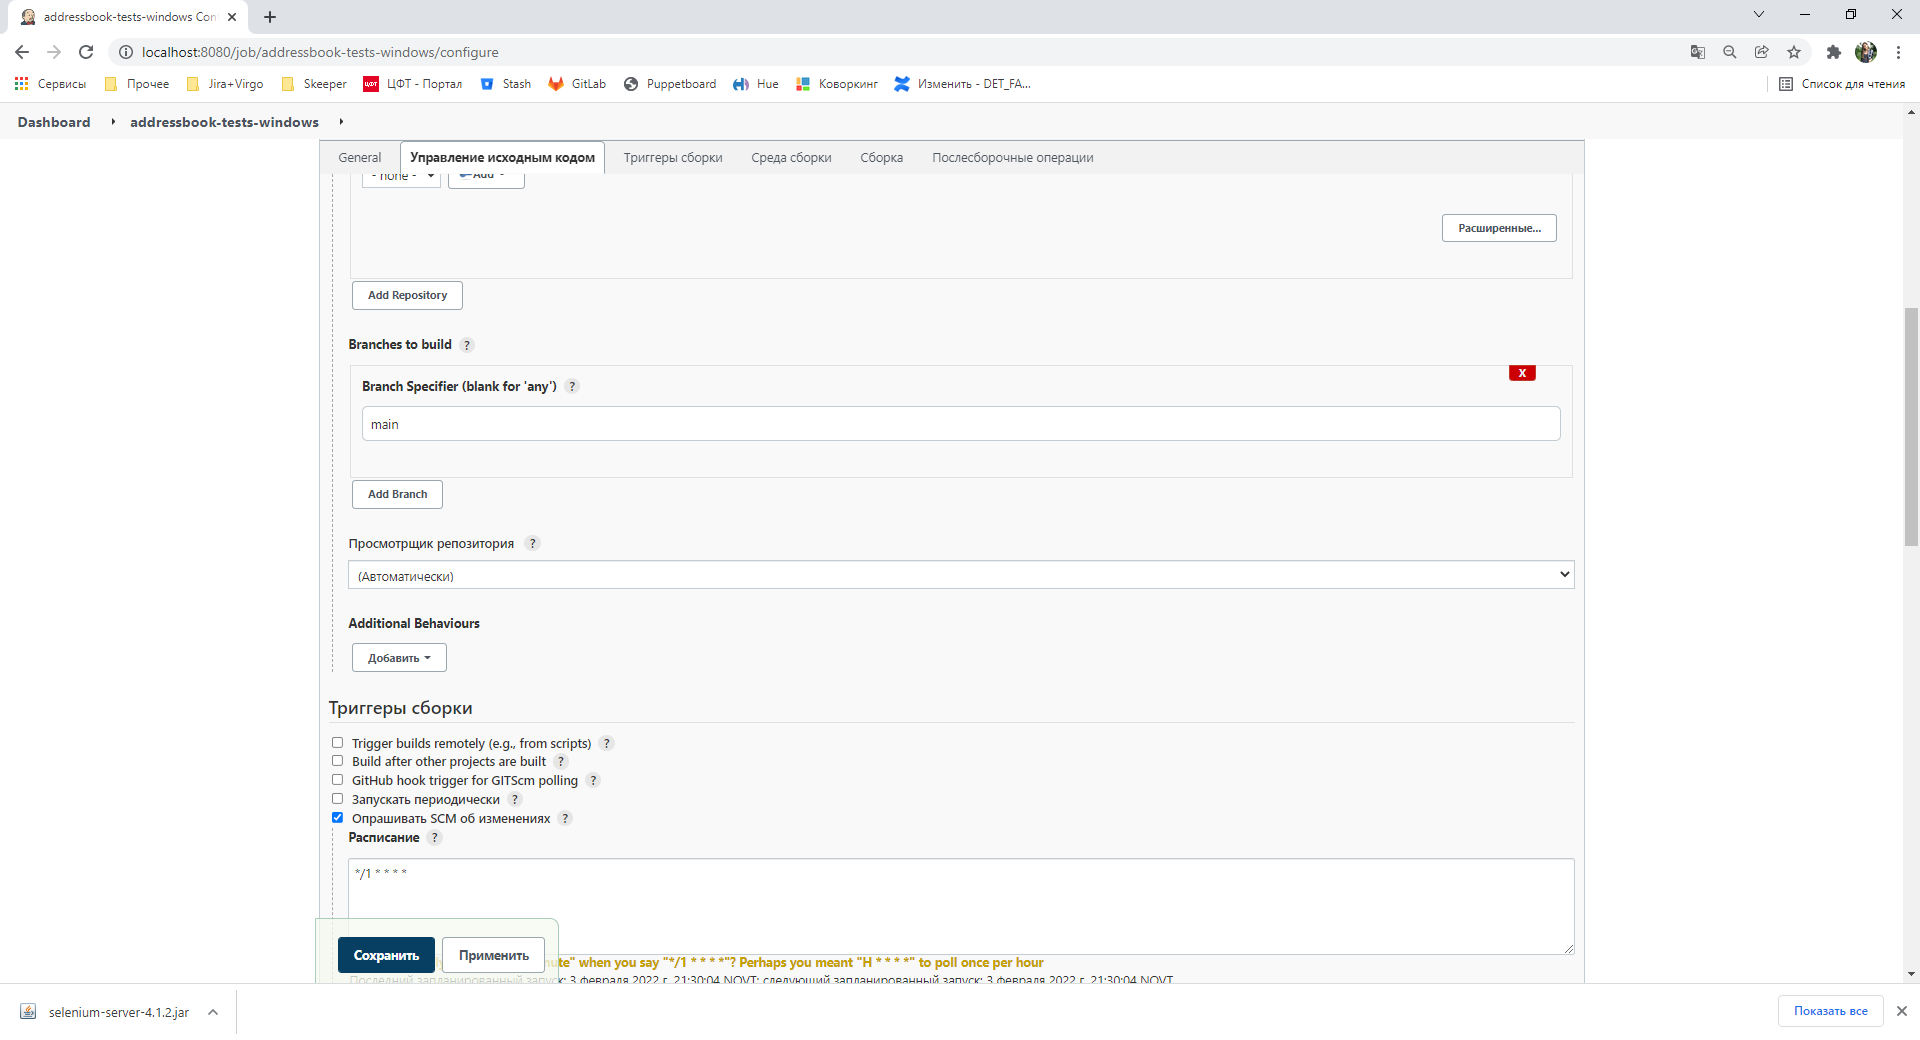 addressbook-tests-windows Con
localhost:8080/job/addressbook-tests-windows/configure
Сервисы Прочее Jira+Virgo Skeeper ЦФТ ЦФТ - Портал Stash GitLab Puppetboard Hue Коворкинг Изменить - DET_FA... Список для чтения
Dashboard addressbook-tests-windows
General Управление исходным кодом Триггеры сборки Среда сборки Сборка Послесборочные операции
- none - Add
Расширенные...
Add Repository
Branches to build ?
X
Branch Specifier (blank for 'any') ?
main
Add Branch
Просмотрщик репозитория ?
(Автоматически)
Additional Behaviours
Добавить
Триггеры сборки
Trigger builds remotely (e.g., from scripts) ?
Build after other projects are built ?
GitHub hook trigger for GITScm polling ?
Запускать периодически ?
Опрашивать SCM об изменениях ?
Расписание ?
*/1 * * * *
Сохранить Применить
ute" when you say "*/1 * * * *"? Perhaps you meant "H * * * *" to poll once per hour
Последний запланированный запуск: 3 февраля 2022 г. 21:30:04 NOVT; следующий запланированный запуск: 3 февраля 2022 г. 21:30:04 NOVT.
selenium-server-4.1.2.jar Показать все